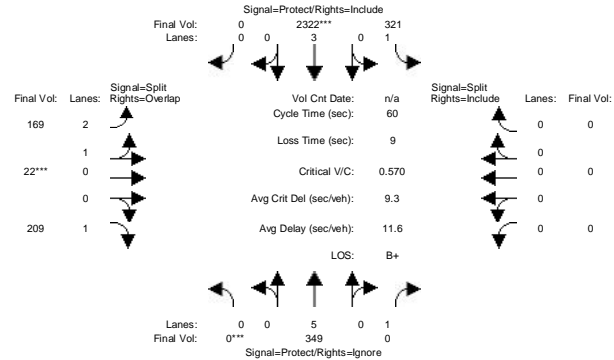 Signal=Protect/Rights=Include
Final Vol: 0 2322*** 321
Lanes: 0 0 3 0 1
Signal=Split
Final Vol: Lanes: Rights=Overlap
Vol Cnt Date: n/a
Signal=Split
Rights=Include Lanes: Final Vol:
Cycle Time (sec): 60
169 2
0 0
Loss Time (sec): 9
1
0
22*** 0
Critical V/C: 0.570
0 0
0
Avg Crit Del (sec/veh): 9.3
0
209 1
Avg Delay (sec/veh): 11.6
0 0
LOS: B+
Lanes: 0 0 5 0 1
Final Vol: 0*** 349 0
Signal=Protect/Rights=Ignore